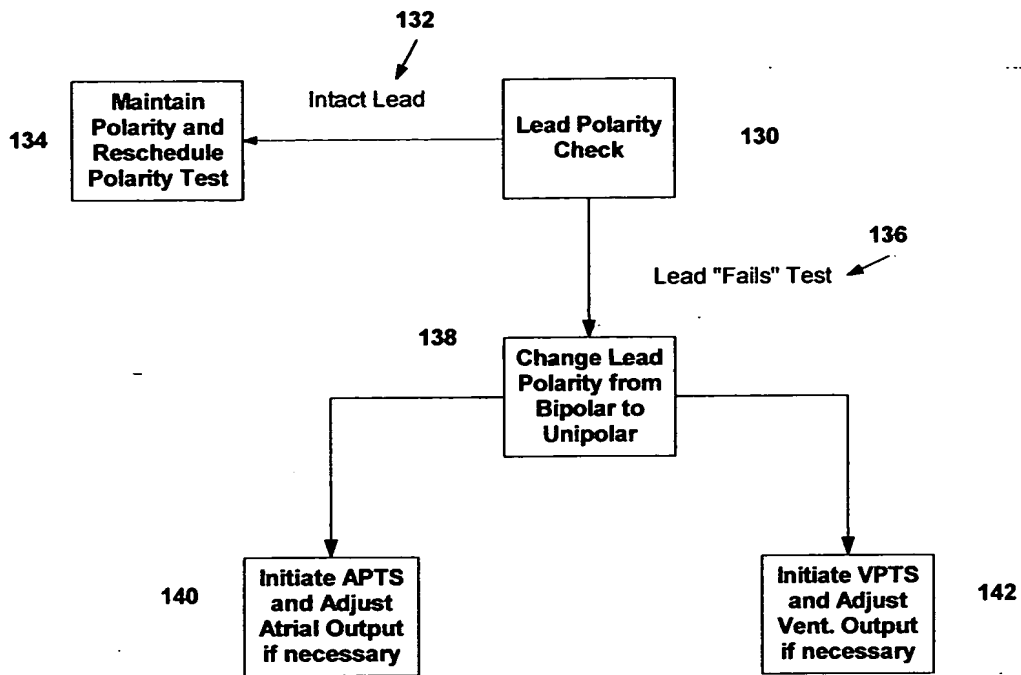 132
Intact Lead
134
Maintain
Polarity and
Reschedule
Polarity Test
Lead Polarity
Check
130
136
Lead "Fails" Test
138
Change Lead
Polarity from
Bipolar to
Unipolar
140
Initiate APTS
and Adjust
Atrial Output
if necessary
Initiate VPTS
and Adjust
Vent. Output
if necessary
142